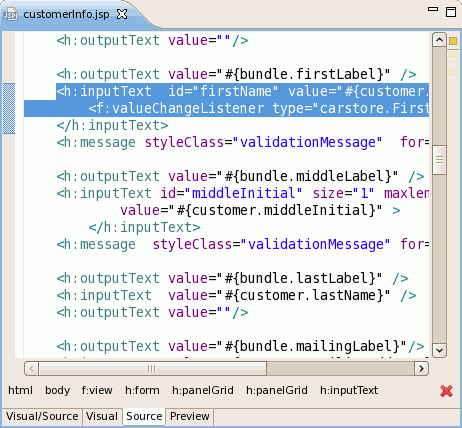 customerInfo.jsp
<h:outputText value=""/>
<h:outputText value="#{bundle.firstLabel}" />
<h:inputText  id="firstName" value="#{customer.
<f:valueChangeListener type="carstore.First
</h:inputText>
<h:message styleClass="validationMessage"  for=
<h:outputText value="#{bundle.middleLabel}" />
<h:inputText id="middleInitial" size="1" maxlen
value="#{customer.middleInitial}" >
</h:inputText>
<h:message  styleClass="validationMessage" for=
<h:outputText value="#{bundle.lastLabel}" />
<h:inputText  value="#{customer.lastName}" />
<h:outputText value=""/>
<h:outputText value="#{bundle.mailingLabel}"/>
html body f:view h:form h:panelGrid h:panelGrid h:inputText
Visual/Source Visual Source Preview